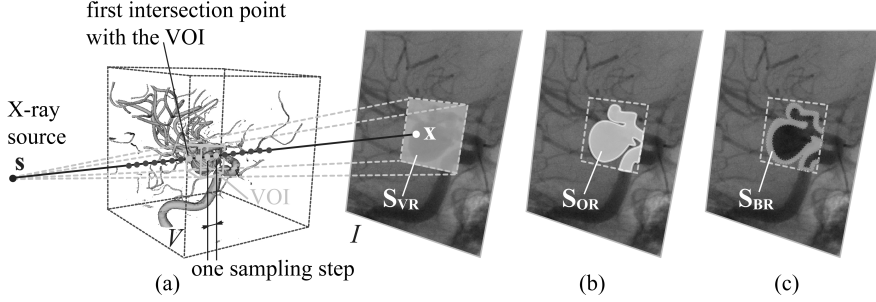 first intersection point
with the VOI
X-ray
source
s
x
VOI
S_VR
S_OR
S_BR
V
I
one sampling step
(a)
(b)
(c)